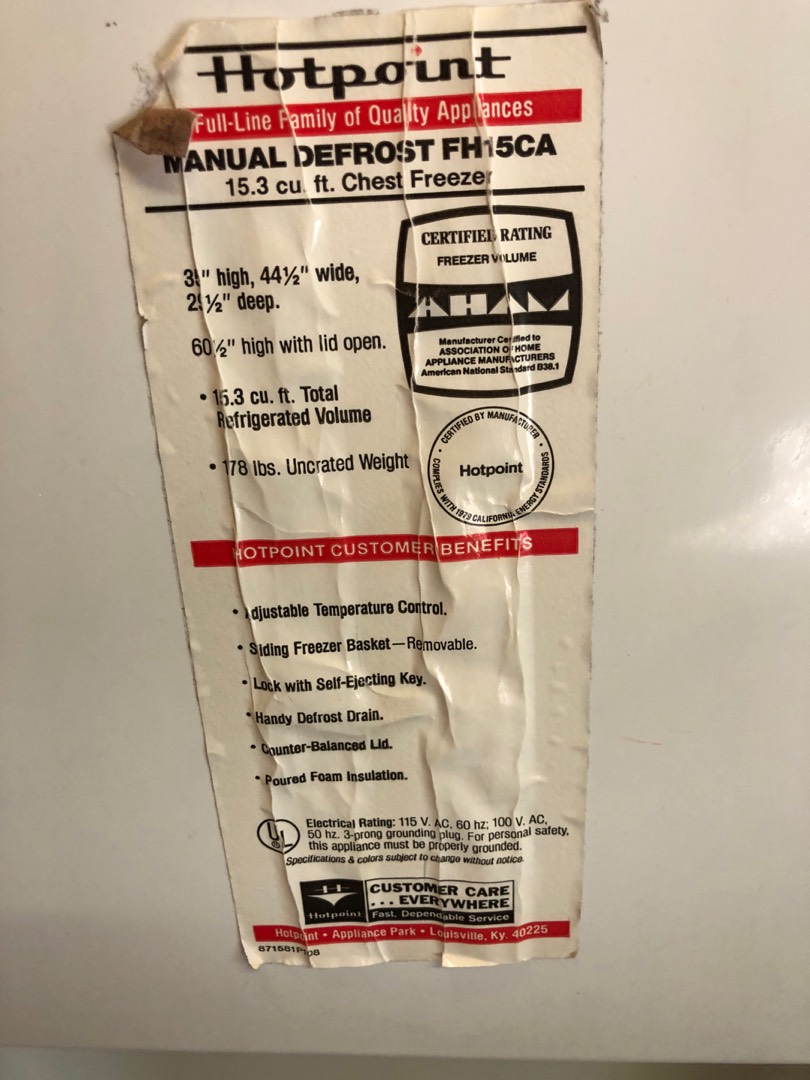 Hotpoint
Full-Line Family of Quality Appliances
MANUAL DEFROST FH15CA
15.3 cu. ft. Chest Freezer
CERTIFIED RATING
FREEZER VOLUME
AHAM
Manufacturer Certified to
ASSOCIATION OF HOME
APPLIANCE MANUFACTURERS
American National Standard B38.1
high, 44½" wide,
deep.
60½" high with lid open.
• 15.3 cu. ft. Total
Refrigerated Volume
• 178 lbs. Uncrated Weight
CERTIFIED BY MANUFACTURER
Hotpoint
COMPLIES WITH 1979 CALIFORNIA ENERGY STANDARDS
HOTPOINT CUSTOMER BENEFITS
• Adjustable Temperature Control.
• Sliding Freezer Basket—Removable.
• Lock with Self-Ejecting Key.
• Handy Defrost Drain.
• Counter-Balanced Lid.
• Poured Foam Insulation.
UL
Electrical Rating: 115 V. AC, 60 hz; 100 V. AC,
50 hz. 3-prong grounding plug. For personal safety,
this appliance must be properly grounded.
Specifications & colors subject to change without notice.
H
Hotpoint
CUSTOMER CARE
... EVERYWHERE
Fast, Dependable Service
Hotpoint • Appliance Park • Louisville, Ky. 40225